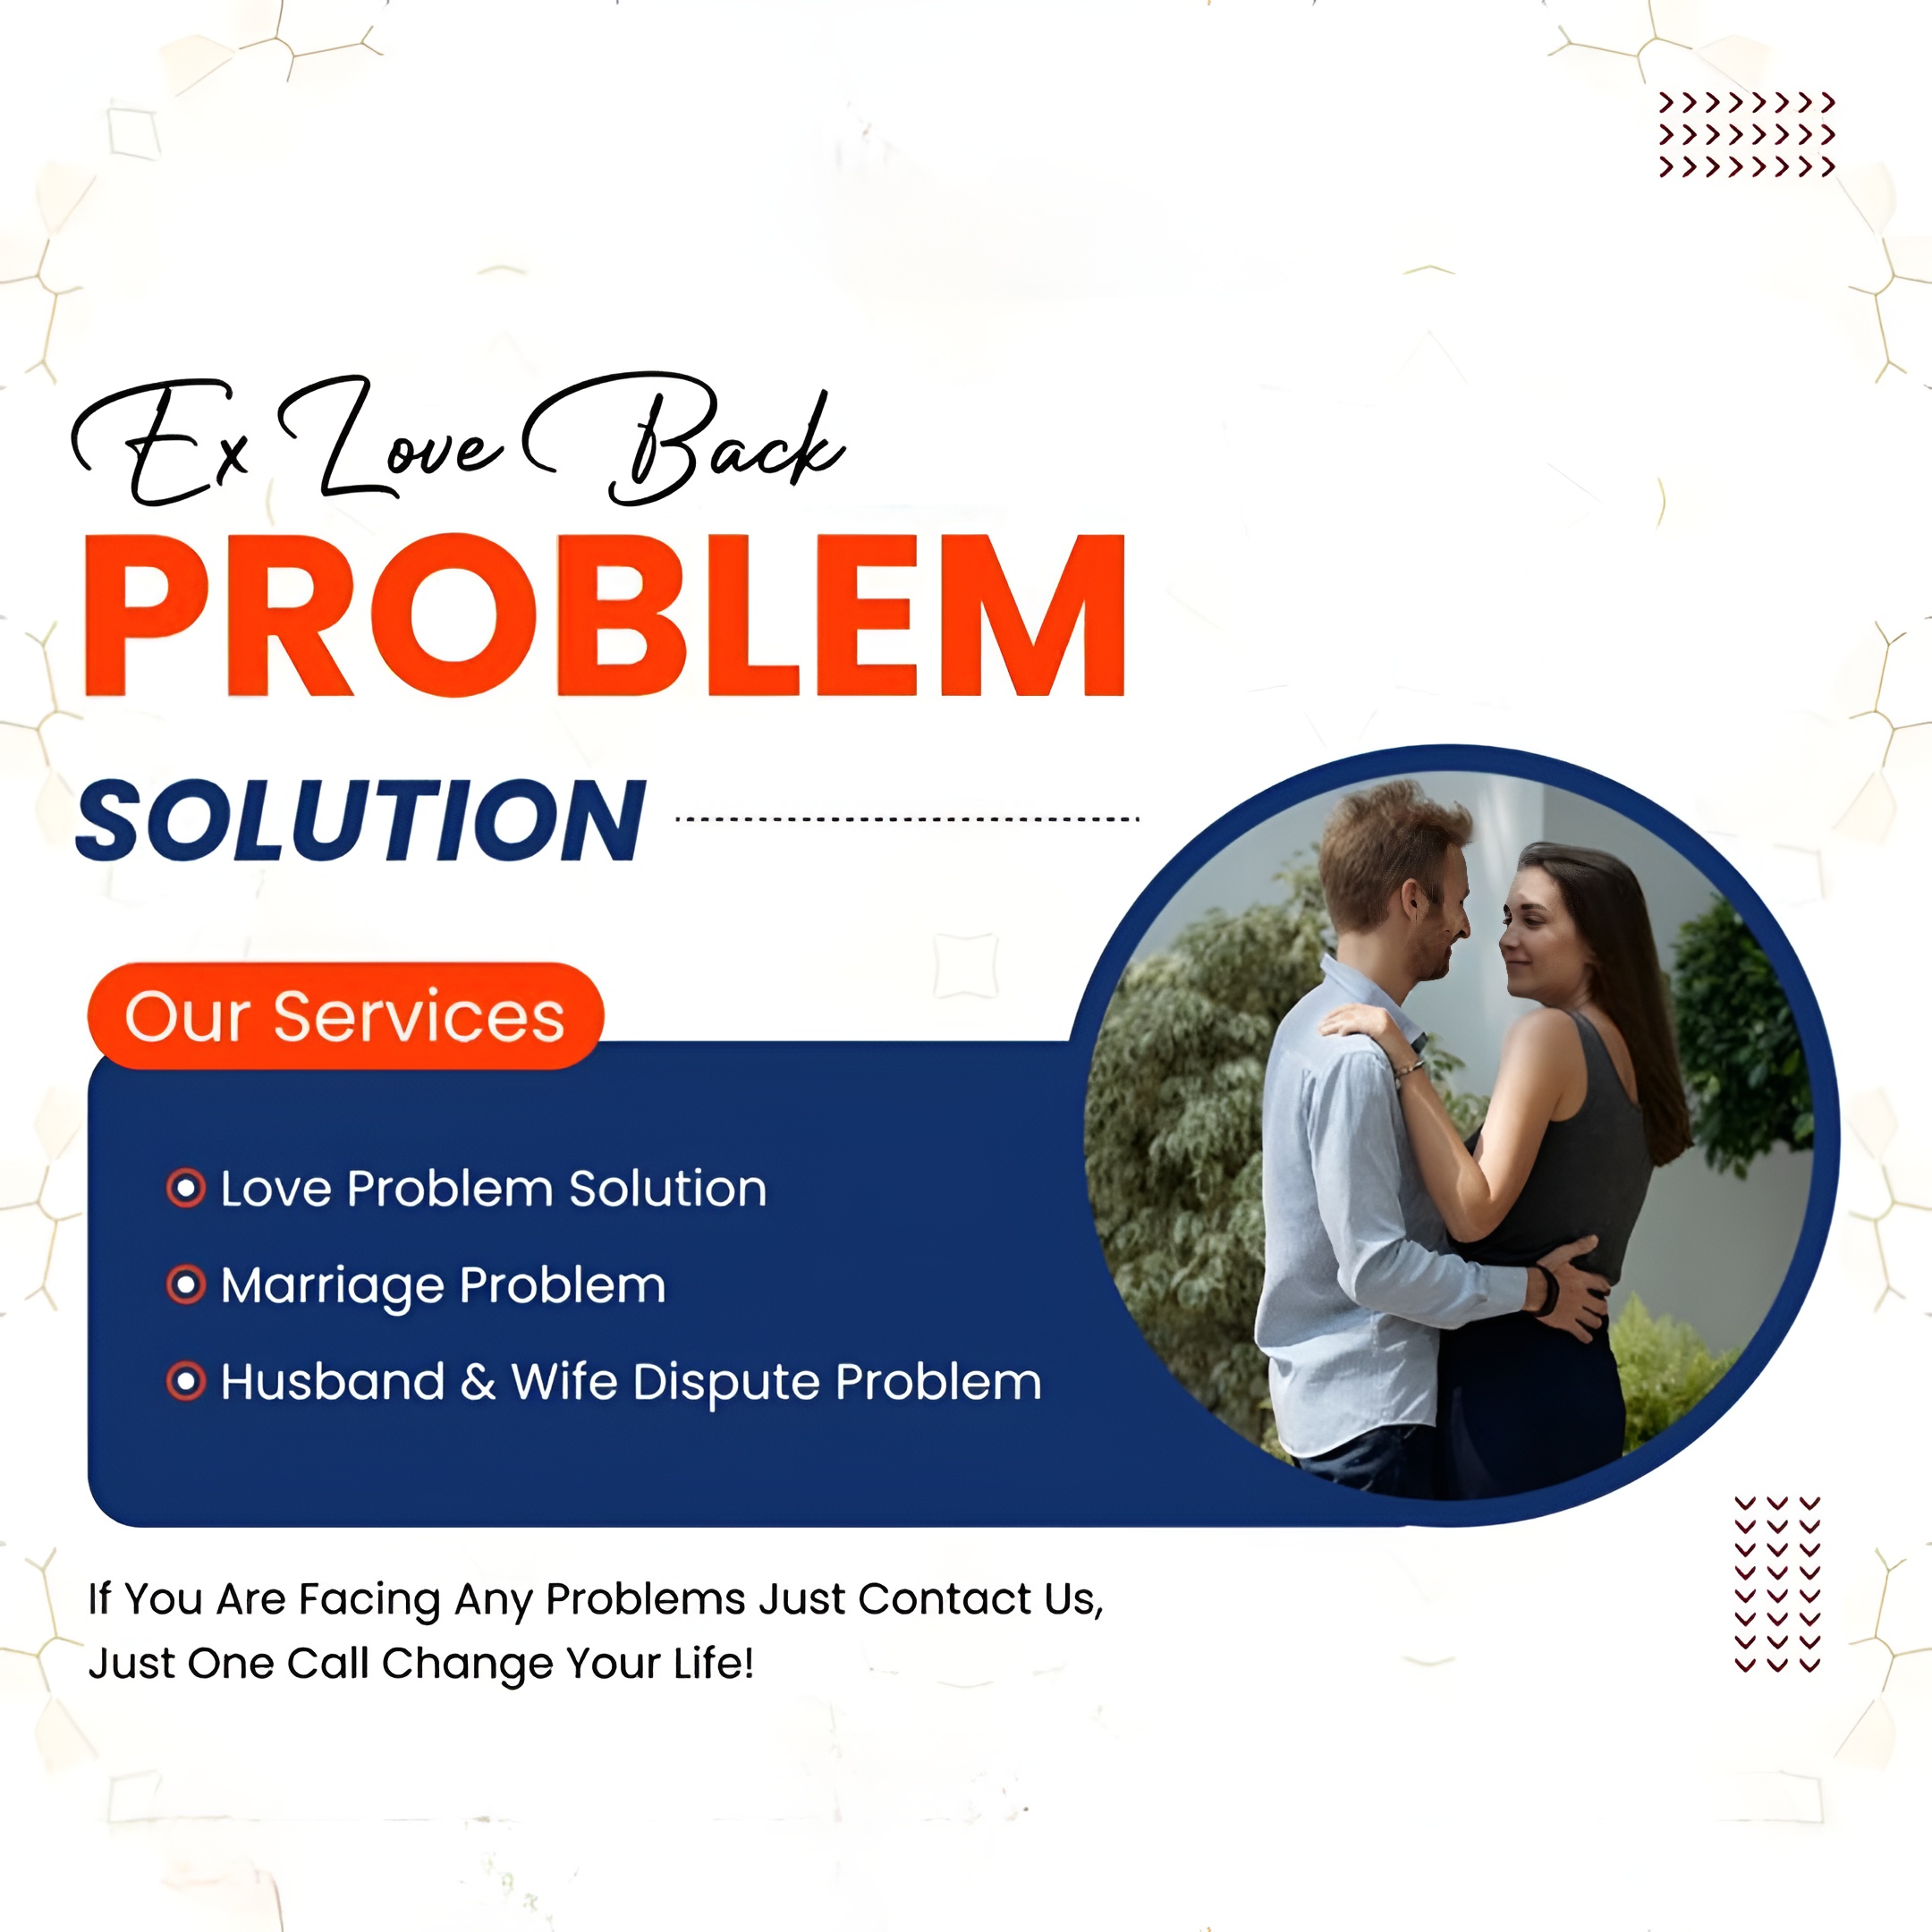 Ex Love Back
PROBLEM
SOLUTION
Our Services
Love Problem Solution
Marriage Problem
Husband & Wife Dispute Problem
If You Are Facing Any Problems Just Contact Us,
Just One Call Change Your Life!